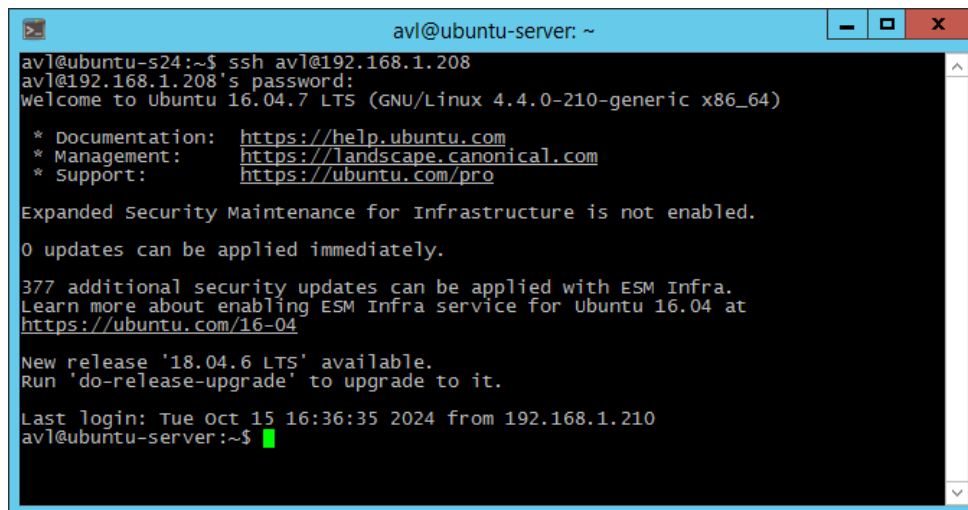 avl@ubuntu-server: ~
avl@ubuntu-s24:~$ ssh avl@192.168.1.208
avl@192.168.1.208's password:
Welcome to Ubuntu 16.04.7 LTS (GNU/Linux 4.4.0-210-generic x86_64)
* Documentation:  https://help.ubuntu.com
* Management:     https://landscape.canonical.com
* Support:        https://ubuntu.com/pro
Expanded Security Maintenance for Infrastructure is not enabled.
0 updates can be applied immediately.
377 additional security updates can be applied with ESM Infra.
Learn more about enabling ESM Infra service for Ubuntu 16.04 at
https://ubuntu.com/16-04
New release '18.04.6 LTS' available.
Run 'do-release-upgrade' to upgrade to it.
Last login: Tue Oct 15 16:36:35 2024 from 192.168.1.210
avl@ubuntu-server:~$